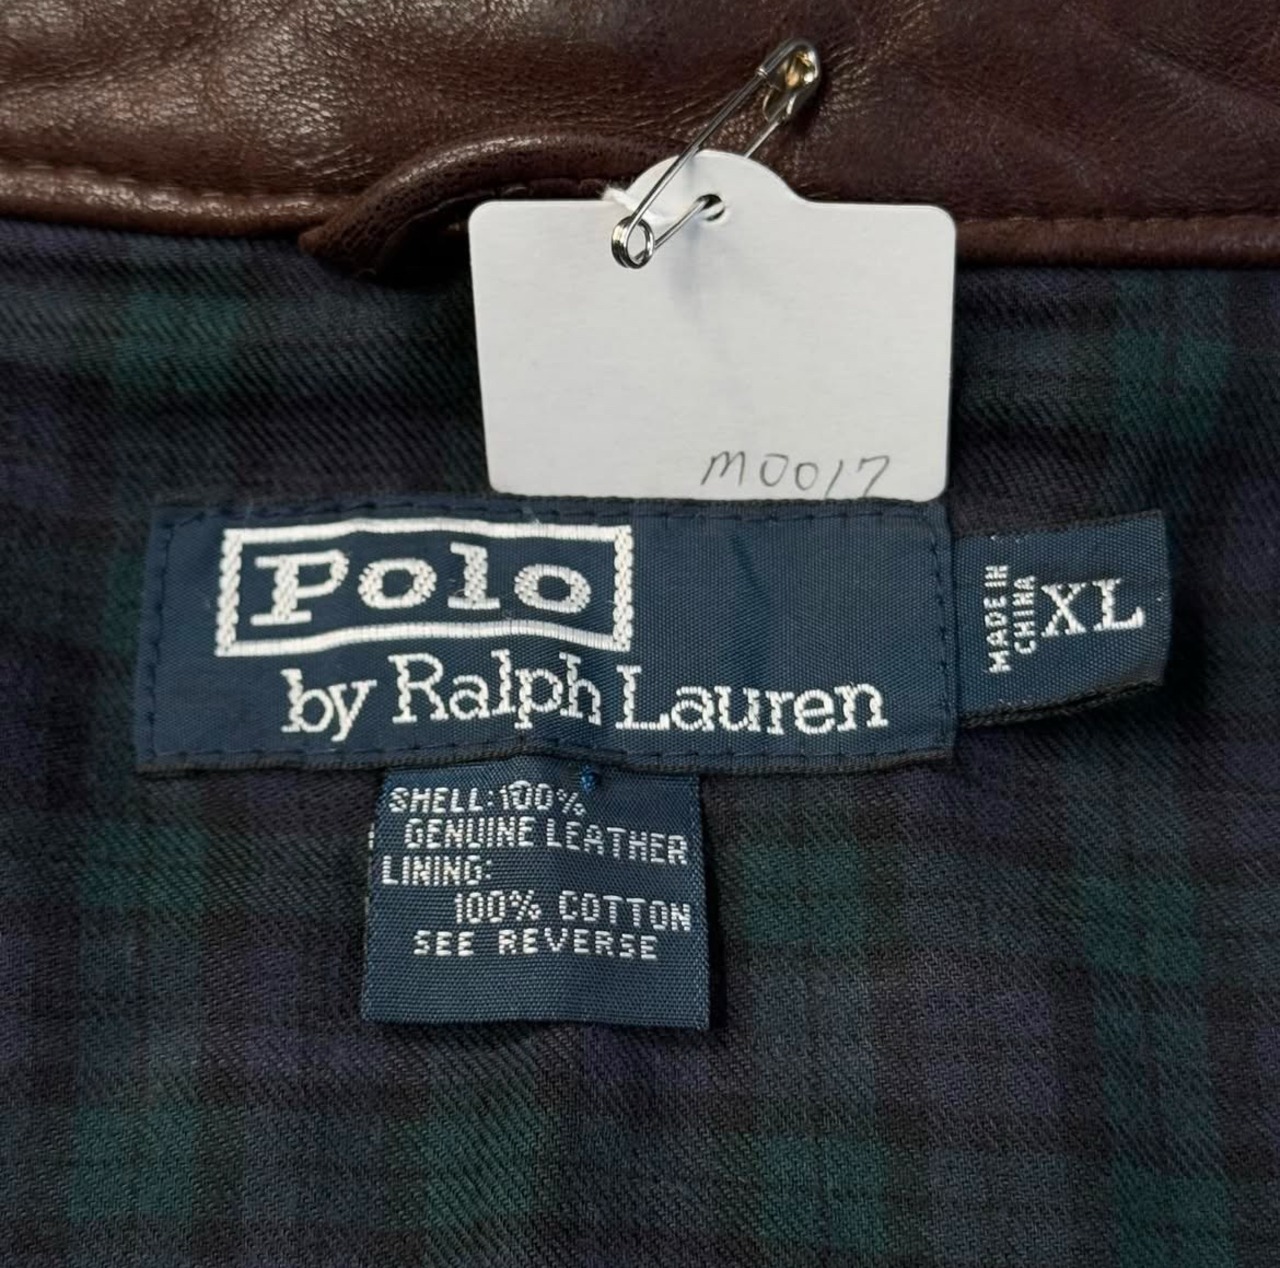 M0017
Polo
by Ralph Lauren
MADE IN
CHINA
XL
SHELL: 100%
GENUINE LEATHER
LINING:
100% COTTON
SEE REVERSE